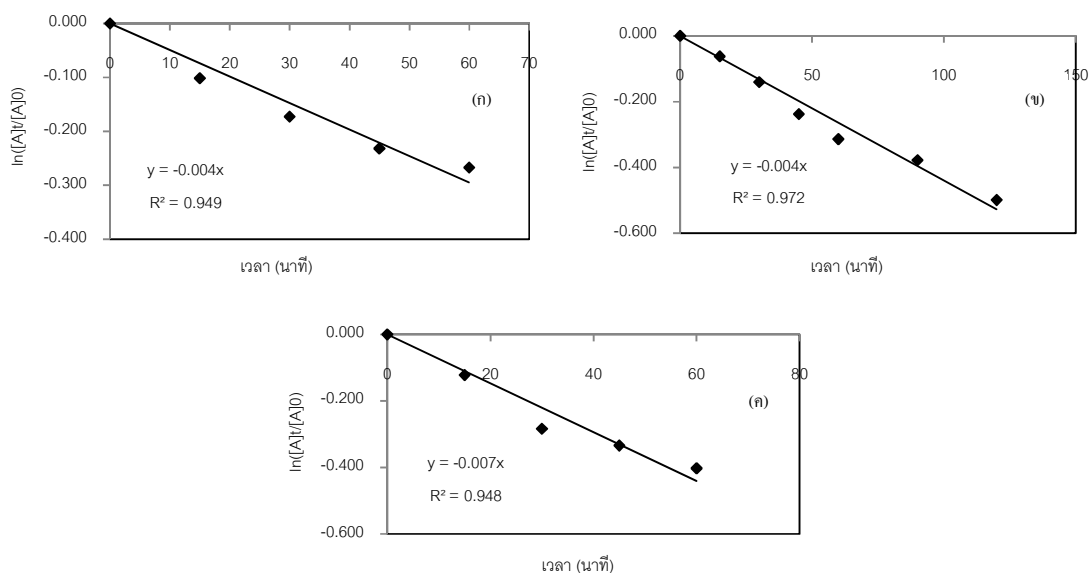 0.000
-0.100
-0.200
-0.300
-0.400
0 10 20 30 40 50 60 70
ln([A]t/[A]0)
(ก)
y = -0.004x
R² = 0.949
เวลา (นาที)
0.000
-0.200
-0.400
-0.600
0 50 100 150
ln([A]t/[A]0)
(ข)
y = -0.004x
R² = 0.972
เวลา (นาที)
0.000
-0.200
-0.400
-0.600
0 20 40 60 80
ln([A]t/[A]0)
(ค)
y = -0.007x
R² = 0.948
เวลา (นาที)